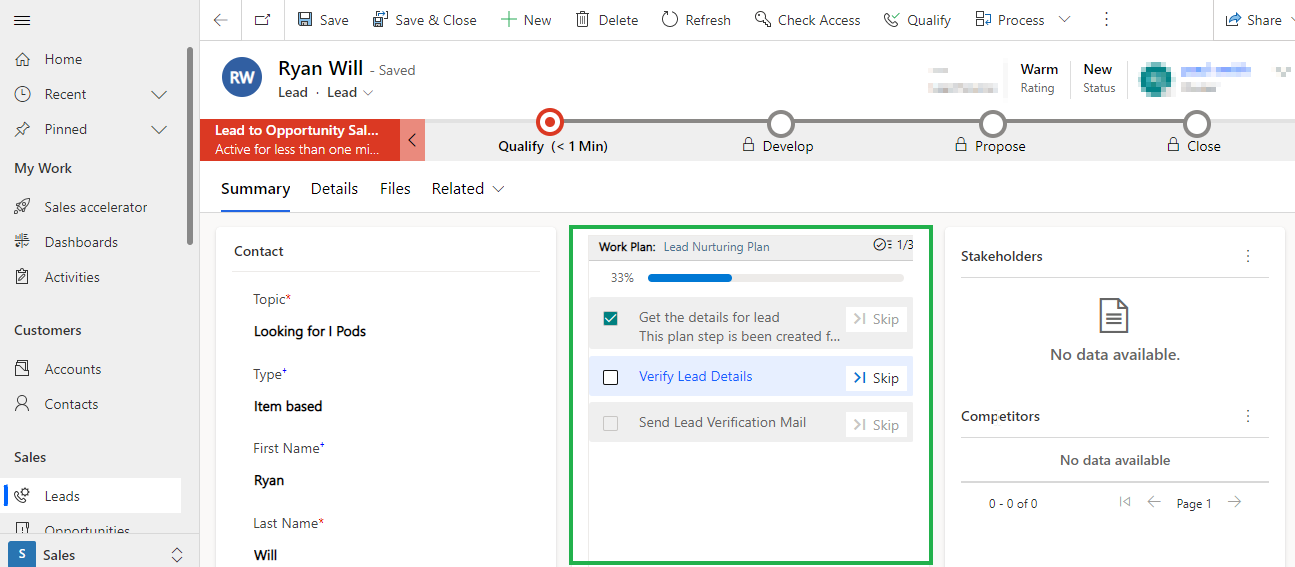 Save
Save & Close
New
Delete
Refresh
Check Access
Qualify
Process
Share
Home
Recent
Pinned
My Work
Sales accelerator
Dashboards
Activities
Customers
Accounts
Contacts
Sales
Leads
Opportunities
S Sales
RW
Ryan Will - Saved
Lead · Lead
Warm
Rating
New
Status
Lead to Opportunity Sal...
Active for less than one mi...
Qualify (< 1 Min)
Develop
Propose
Close
Summary
Details
Files
Related
Contact
Topic*
Looking for I Pods
Type+
Item based
First Name+
Ryan
Last Name*
Will
Work Plan: Lead Nurturing Plan 1/3
33%
Get the details for lead
This plan step is been created f...
Skip
Verify Lead Details
Skip
Send Lead Verification Mail
Skip
Stakeholders
No data available.
Competitors
No data available
0 - 0 of 0
Page 1